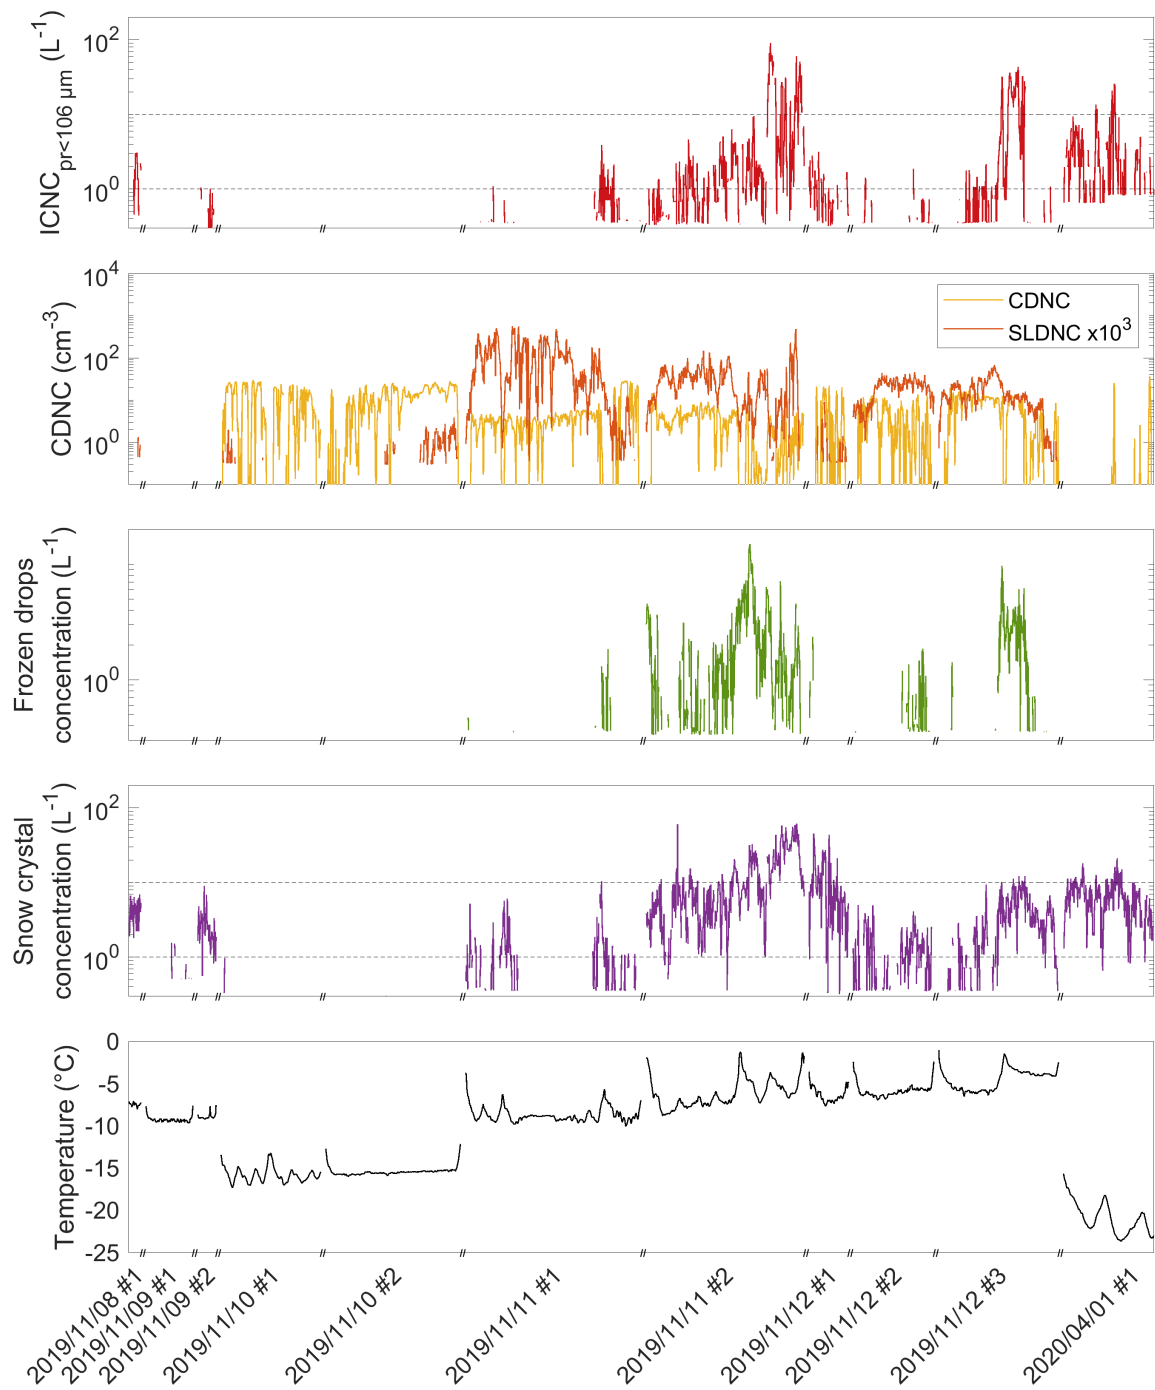 ICNC pr<106 μm (L-1)
10^2
10^0
CDNC (cm-3)
10^4
10^2
10^0
CDNC
SLDNC x10^3
Frozen drops
concentration (L-1)
10^0
Snow crystal
concentration (L-1)
10^2
10^0
Temperature (°C)
0
-5
-10
-15
-20
-25
2019/11/08 #1
2019/11/09 #1
2019/11/09 #2
2019/11/10 #1
2019/11/10 #2
2019/11/11 #1
2019/11/11 #2
2019/11/12 #1
2019/11/12 #2
2019/11/12 #3
2020/04/01 #1